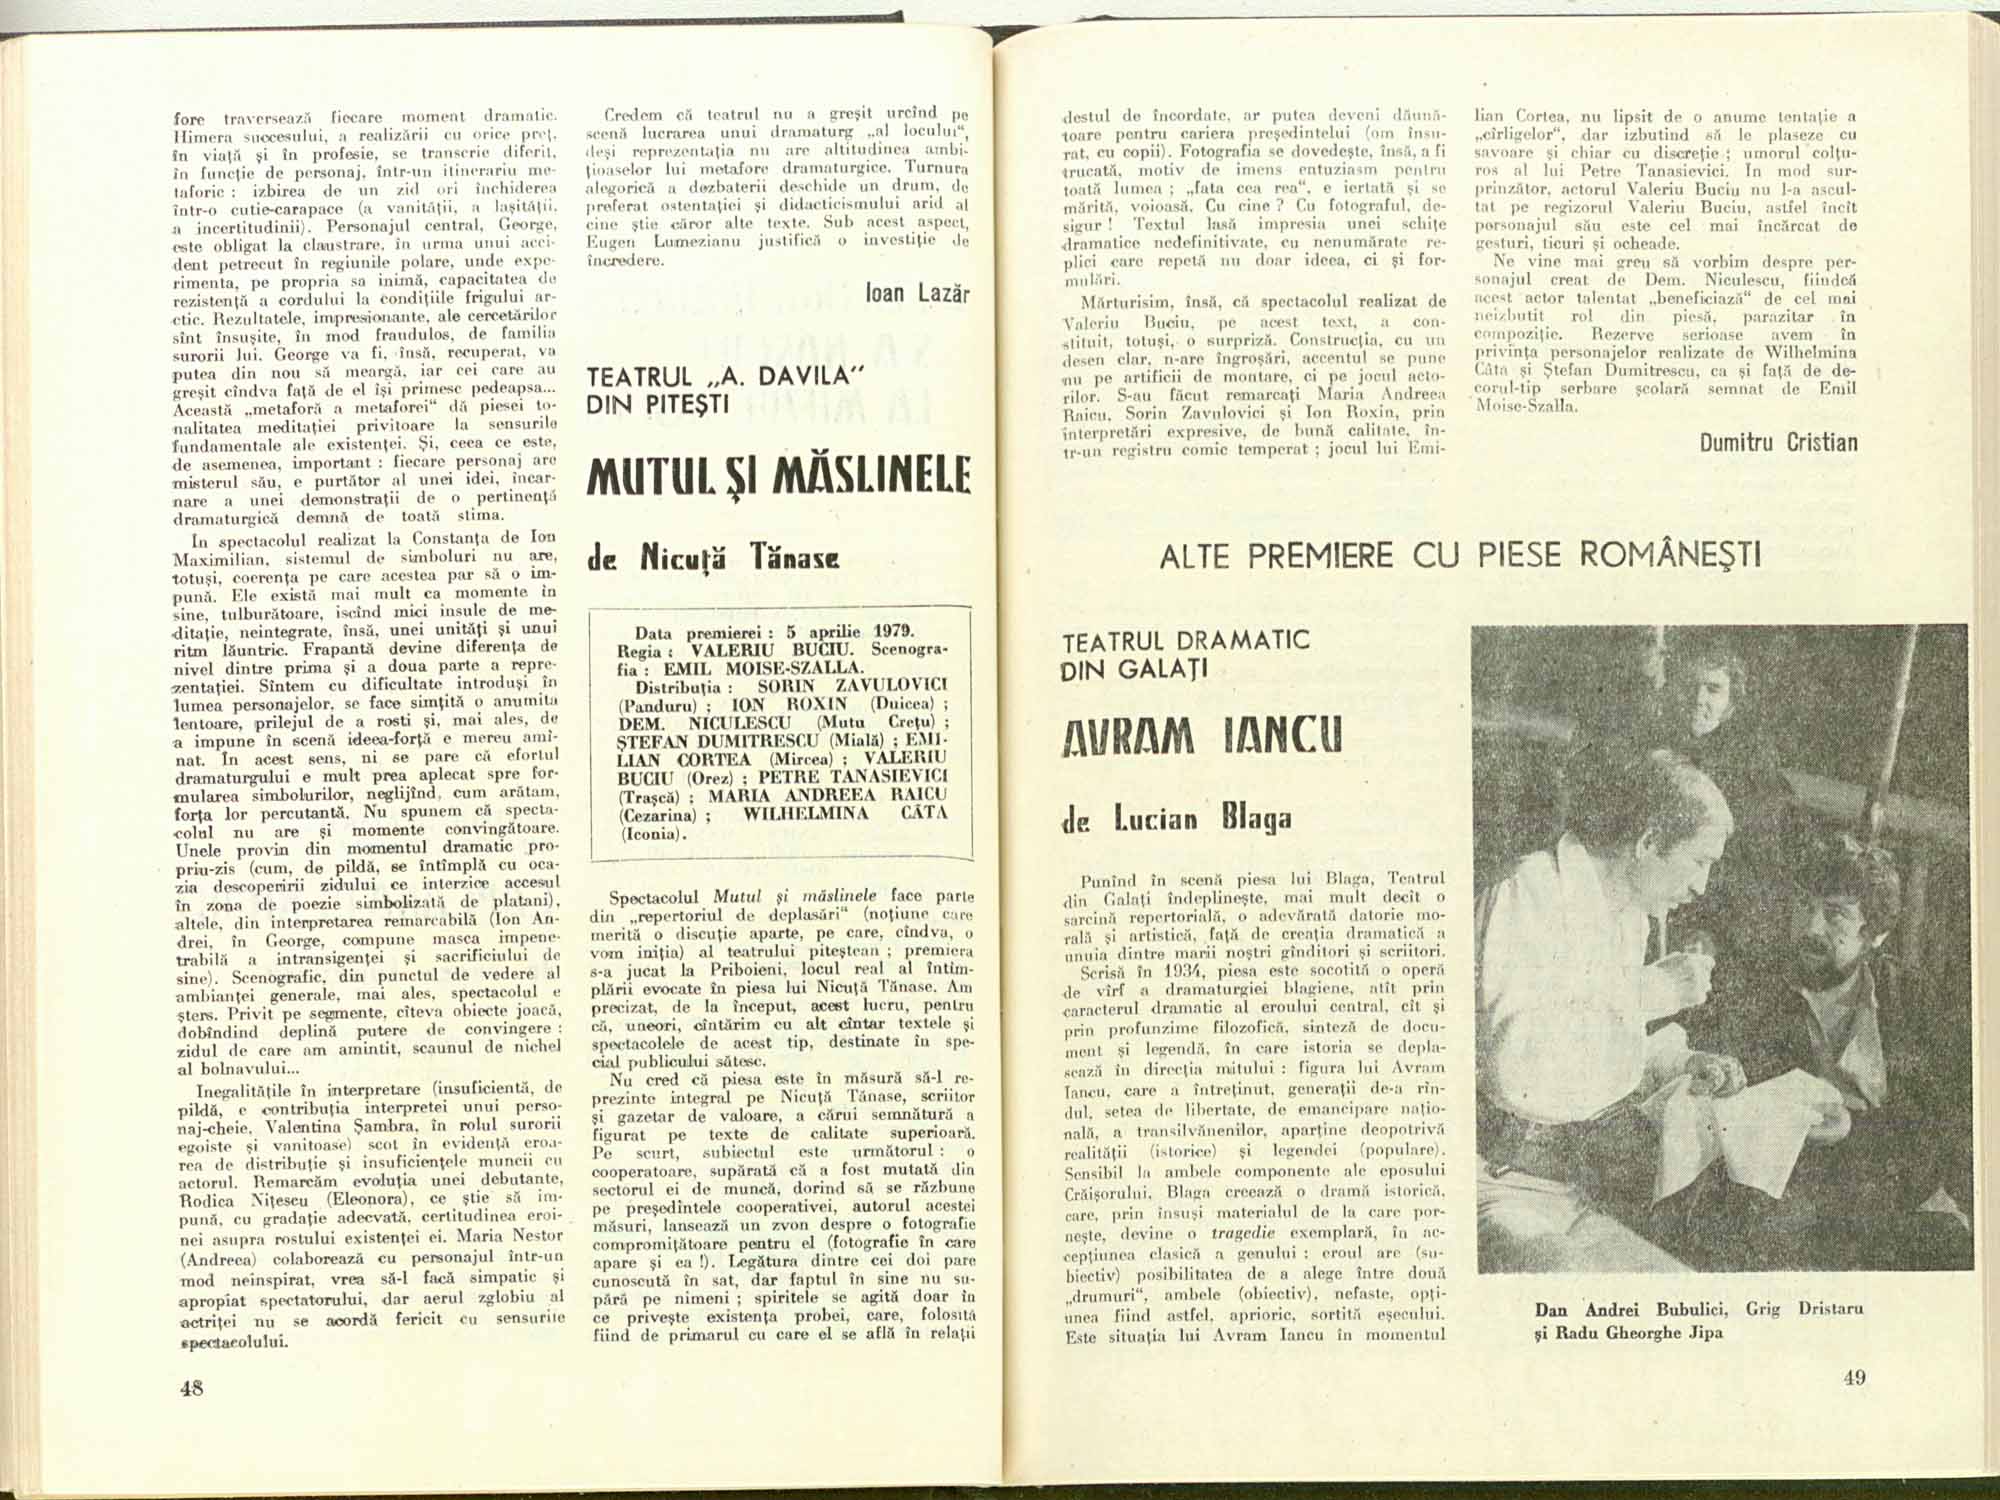 fore traversează fiecare moment dramatic.
Himera succesului, a realizării cu orice preț,
în viață și în profesie, se transcrie diferit,
în funcție de personaj, într-un itinerariu me-
taforic : izbirea de un zid ori închiderea
într-o cutie-carapace (a vanității, a lașității,
a incertitudinii). Personajul central, George,
este obligat la claustrare, în urma unui acci-
dent petrecut în regiunile polare, unde expe-
rimenta, pe propria sa inimă, capacitatea de
rezistență a cordului la condițiile frigului ar-
ctic. Rezultatele, impresionante, ale cercetărilor
sînt însușite, în mod fraudulos, de familia
surorii lui. George va fi, însă, recuperat, va
putea din nou să meargă, iar cei care au
greșit cîndva față de el își primesc pedeapsa...
Această „metaforă a metaforei“ dă piesei to-
nalitatea meditației privitoare la sensurile
fundamentale ale existenței. Și, ceea ce este,
de asemenea, important : fiecare personaj are
misterul său, e purtător al unei idei, încar-
nare a unei demonstrații de o pertinență
dramaturgică demnă de toată stima.
In spectacolul realizat la Constanța de Ion
Maximilian, sistemul de simboluri nu are,
totuși, coerența pe care acestea par să o im-
pună. Ele există mai mult ca momente în
sine, tulburătoare, iscînd mici insule de me-
ditație, neintegrate, însă, unei unități și unui
ritm lăuntric. Frapantă devine diferența de
nivel dintre prima și a doua parte a repre-
zentației. Sîntem cu dificultate introduși în
lumea personajelor, se face simțită o anumita
lentoare, prilejul de a rosti și, mai ales, de
a impune în scenă ideea-forță e mereu ami-
nat. In acest sens, ni se pare că efortul
dramaturgului e mult prea aplecat spre for-
mularea simbolurilor, neglijînd, cum arătam,
forța lor percutantă. Nu spunem că specta-
colul nu are și momente convingătoare.
Unele provin din momentul dramatic pro-
priu-zis (cum, de pildă, se întîmplă cu oca-
zia descoperirii zidului ce interzice accesul
în zona de poezie simbolizată de platani),
altele, din interpretarea remarcabilă (Ion An-
drei, în George, compune masca impene-
trabilă a intransigenței și sacrificiului de
sine). Scenografic, din punctul de vedere al
ambianței generale, mai ales, spectacolul e
șters. Privit pe segmente, cîteva obiecte joacă,
dobîndind deplină putere de convingere :
zidul de care am amintit, scaunul de nichel
al bolnavului...
Inegalitățile în interpretare (insuficientă, de
pildă, e contribuția interpretei unui perso-
naj-cheie, Valentina Șambra, în rolul surorii
egoiste și vanitoase) scot în evidență eroa-
rea de distribuție și insuficiențele muncii cu
actorul. Remarcăm evoluția unei debutante,
Rodica Nițescu (Eleonora), ce știe să im-
pună, cu gradație adecvată, certitudinea eroi-
nei asupra rostului existenței ei. Maria Nestor
(Andreea) colaborează cu personajul într-un
mod neinspirat, vrea să-l facă simpatic și
apropiat spectatorului, dar aerul zglobiu al
actriței nu se acordă fericit cu sensurile
spectacolului.
48
Credem că teatrul nu a greșit urcînd pe
scenă lucrarea unui dramaturg „al locului“,
deși reprezentația nu are altitudinea ambi-
țioaselor lui metafore dramaturgice. Turnura
alegorică a dezbaterii deschide un drum, de
preferat ostentației și didacticismului arid al
cine știe căror alte texte. Sub acest aspect,
Eugen Lumezianu justifică o investiție de
încredere.
Ioan Lazăr
TEATRUL „A. DAVILA“
DIN PITEȘTI
MUTUL ȘI MĂSLINELE
de Nicuță Tănase
Data premierei : 5 aprilie 1979.
Regia : VALERIU BUCIU. Scenogra-
fia : EMIL MOISE-SZALLA.
Distribuția : SORIN ZAVULOVICI
(Panduru) ; ION ROXIN (Duicea) ;
DEM. NICULESCU (Mutu Crețu) ;
ȘTEFAN DUMITRESCU (Mială) ; EMI-
LIAN CORTEA (Mircea) ; VALERIU
BUCIU (Orez) ; PETRE TANASIEVICI
(Trașcă) ; MARIA ANDREEA RAICU
(Cezarina) ; WILHELMINA CÂTA
(Iconia).
Spectacolul Mutul și măslinele face parte
din „repertoriul de deplasări“ (noțiune care
merită o discuție aparte, pe care, cîndva, o
vom iniția) al teatrului piteștean ; premiera
s-a jucat la Priboieni, locul real al întîm-
plării evocate în piesa lui Nicuță Tănase. Am
precizat, de la început, acest lucru, pentru
că, uneori, cîntărim cu alt cîntar textele și
spectacolele de acest tip, destinate în spe-
cial publicului sătesc.
Nu cred că piesa este în măsură să-l re-
prezinte integral pe Nicuță Tănase, scriitor
și gazetar de valoare, a cărui semnătură a
figurat pe texte de calitate superioară.
Pe scurt, subiectul este următorul : o
cooperatoare, supărată că a fost mutată din
sectorul ei de muncă, dorind să se răzbune
pe președintele cooperativei, autorul acestei
măsuri, lansează un zvon despre o fotografie
compromițătoare pentru el (fotografie în care
apare și ea !). Legătura dintre cei doi pare
cunoscută în sat, dar faptul în sine nu su-
pără pe nimeni ; spiritele se agită doar în
ce privește existența probei, care, folosită
fiind de primarul cu care el se află în relații
destul de încordate, ar putea deveni dăună-
toare pentru cariera președintelui (om însu-
rat, cu copii). Fotografia se dovedește, însă, a fi
trucată, motiv de imens entuziasm pentru
toată lumea ; „fata cea rea“, e iertată și se
mărită, voioasă. Cu cine ? Cu fotograful, de-
sigur ! Textul lasă impresia unei schițe
dramatice nedefinitivate, cu nenumărate re-
plici care repetă nu doar ideea, ci și for-
mulări.
Mărturisim, însă, că spectacolul realizat de
Valeriu Buciu, pe acest text, a con-
stituit, totuși, o surpriză. Construcția, cu un
desen clar, n-are îngroșări, accentul se pune
nu pe artificii de montare, ci pe jocul acto-
rilor. S-au făcut remarcați Maria Andreea
Raicu, Sorin Zavulovici și Ion Roxin, prin
interpretări expresive, de bună calitate, în-
tr-un registru comic temperat ; jocul lui Emi-
lian Cortea, nu lipsit de o anume tentație a
„cîrligelor“, dar izbutind să le plaseze cu
savoare și chiar cu discreție ; umorul colțu-
ros al lui Petre Tanasievici. In mod sur-
prinzător, actorul Valeriu Buciu nu l-a ascul-
tat pe regizorul Valeriu Buciu, astfel încît
personajul său este cel mai încărcat de
gesturi, ticuri și ocheade.
Ne vine mai greu să vorbim despre per-
sonajul creat de Dem. Niculescu, fiindcă
acest actor talentat „beneficiază“ de cel mai
neizbutit rol din piesă, parazitar în
compoziție. Rezerve serioase avem în
privința personajelor realizate de Wilhelmina
Câta și Ștefan Dumitrescu, ca și față de de-
corul-tip serbare școlară semnat de Emil
Moise-Szalla.
Dumitru Cristian
ALTE PREMIERE CU PIESE ROMÂNEȘTI
TEATRUL DRAMATIC
DIN GALAȚI
AVRAM IANCU
de Lucian Blaga
Punînd în scenă piesa lui Blaga, Teatrul
din Galați îndeplinește, mai mult decît o
sarcină repertorială, o adevărată datorie mo-
rală și artistică, față de creația dramatică a
unuia dintre marii noștri gînditori și scriitori.
Scrisă în 1934, piesa este socotită o operă
de vîrf a dramaturgiei blagiene, atît prin
caracterul dramatic al eroului central, cît și
prin profunzime filozofică, sinteză de docu-
ment și legendă, în care istoria se depla-
sează în direcția mitului : figura lui Avram
Iancu, care a întreținut, generații de-a rîn-
dul, setea de libertate, de emancipare națio-
nală, a transilvănenilor, aparține deopotrivă
realității (istorice) și legendei (populare).
Sensibil la ambele componente ale eposului
Crăișorului, Blaga creează o dramă istorică,
care, prin însuși materialul de la care por-
nește, devine o tragedie exemplară, în ac-
cepțiunea clasică a genului : eroul are (su-
biectiv) posibilitatea de a alege între două
„drumuri“, ambele (obiectiv), nefaste, opți-
unea fiind astfel, aprioric, sortită eșecului.
Este situația lui Avram Iancu în momentul
Dan Andrei Bubulici, Grig Dristaru
și Radu Gheorghe Jipa
49